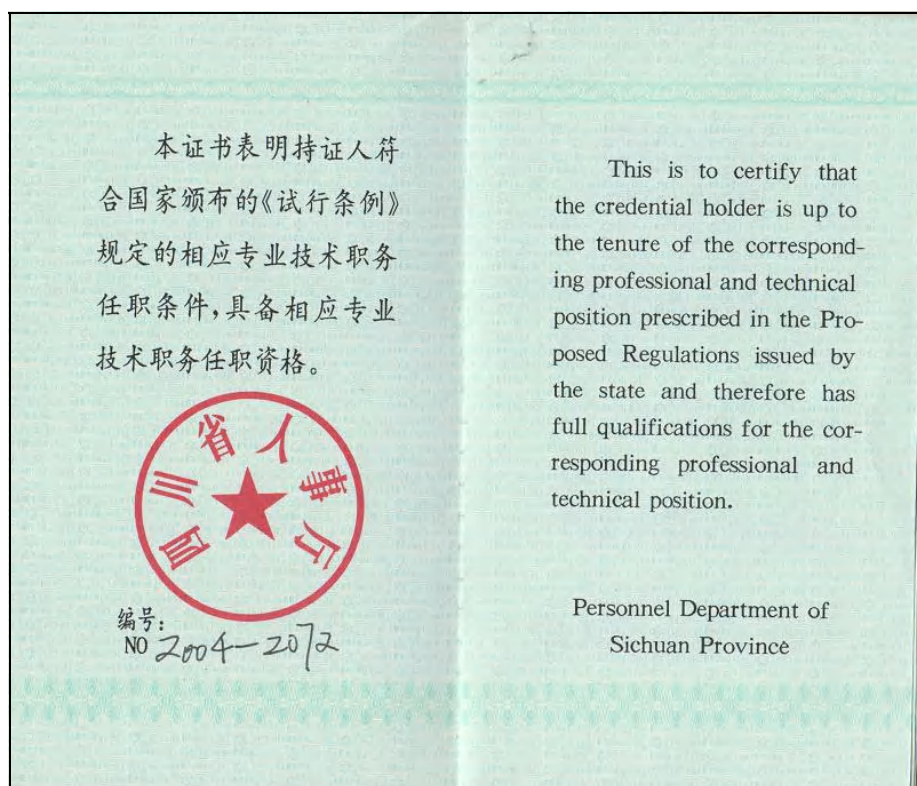 本证书表明持证人符
合国家颁布的《试行条例》
规定的相应专业技术职务
任职条件,具备相应专业
技术职务任职资格。
四川省人事厅
编号:
NO 2004-2072
This is to certify that
the credential holder is up to
the tenure of the correspond-
ing professional and technical
position prescribed in the Pro-
posed Regulations issued by
the state and therefore has
full qualifications for the cor-
responding professional and
technical position.
Personnel Department of
Sichuan Province